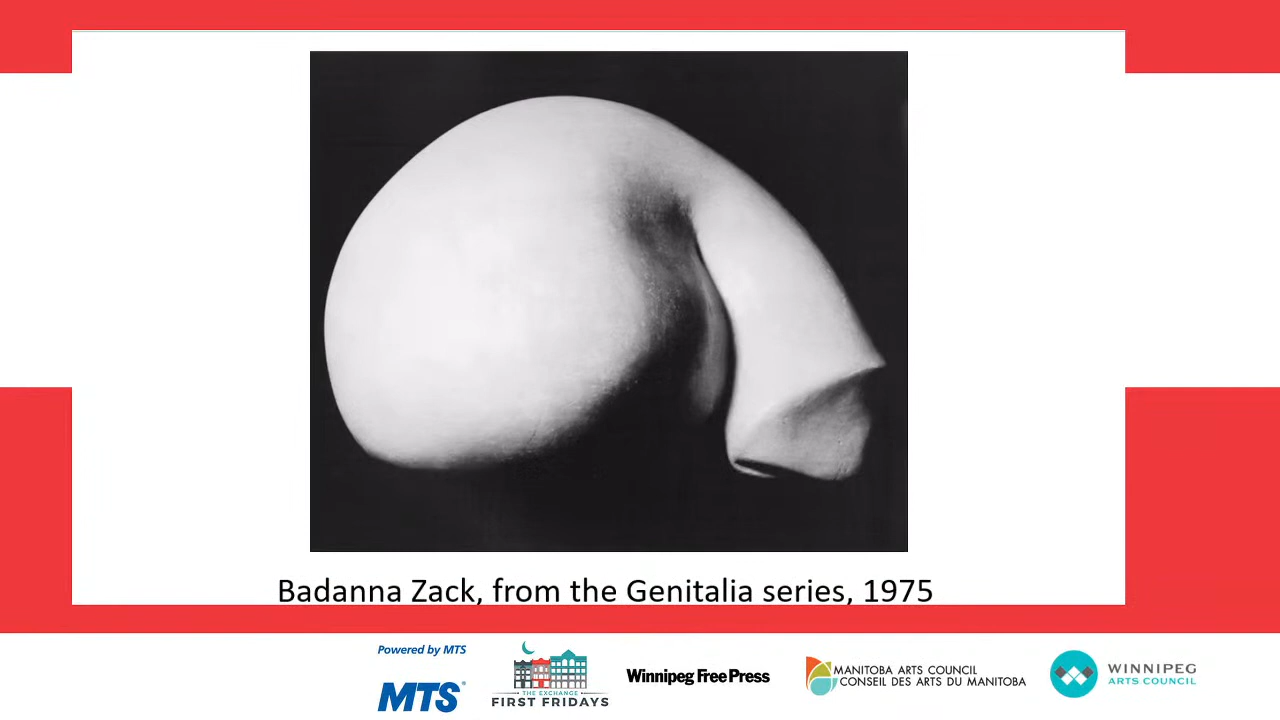 Badanna Zack, from the Genitalia series, 1975
Powered by MTS
MTS
THE EXCHANGE
FIRST FRIDAYS
Winnipeg Free Press
MANITOBA ARTS COUNCIL
CONSEIL DES ARTS DU MANITOBA
WINNIPEG
ARTS COUNCIL